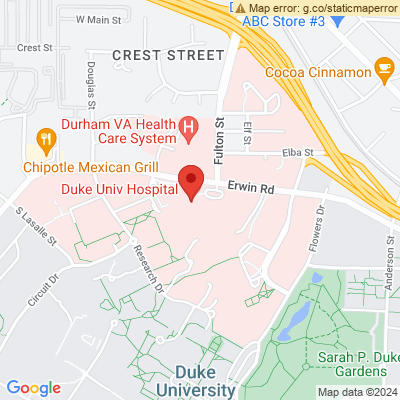 Map error: g.co/staticmaperror
W Main St
ABC Store #3
Crest St
CREST STREET
Cocoa Cinnamon
Douglas St
Fulton St
Elf St
Durham VA Health
Care System
Chipotle Mexican Grill
Elba St
Duke Univ Hospital
Erwin Rd
S Lasalle St
Flowers Dr
Anderson St
Research Dr
Circuit Dr
Duke
University
Sarah P. Duke
Gardens
Google
Map data ©2024